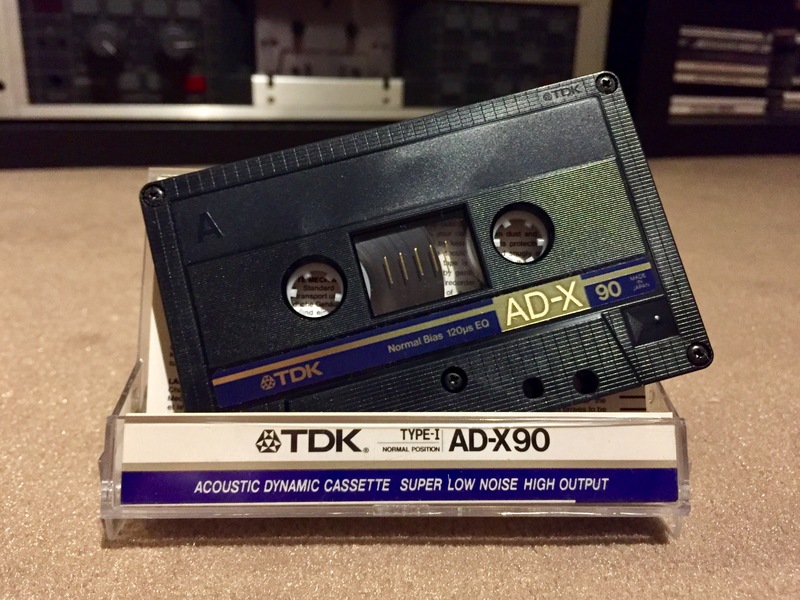 TDK
A
90
MADE
IN
JAPAN
AD-X
Normal Bias 120µs EQ
TDK
TDK® TYPE-I AD-X90
NORMAL POSITION
ACOUSTIC DYNAMIC CASSETTE SUPER LOW NOISE HIGH OUTPUT
Standard